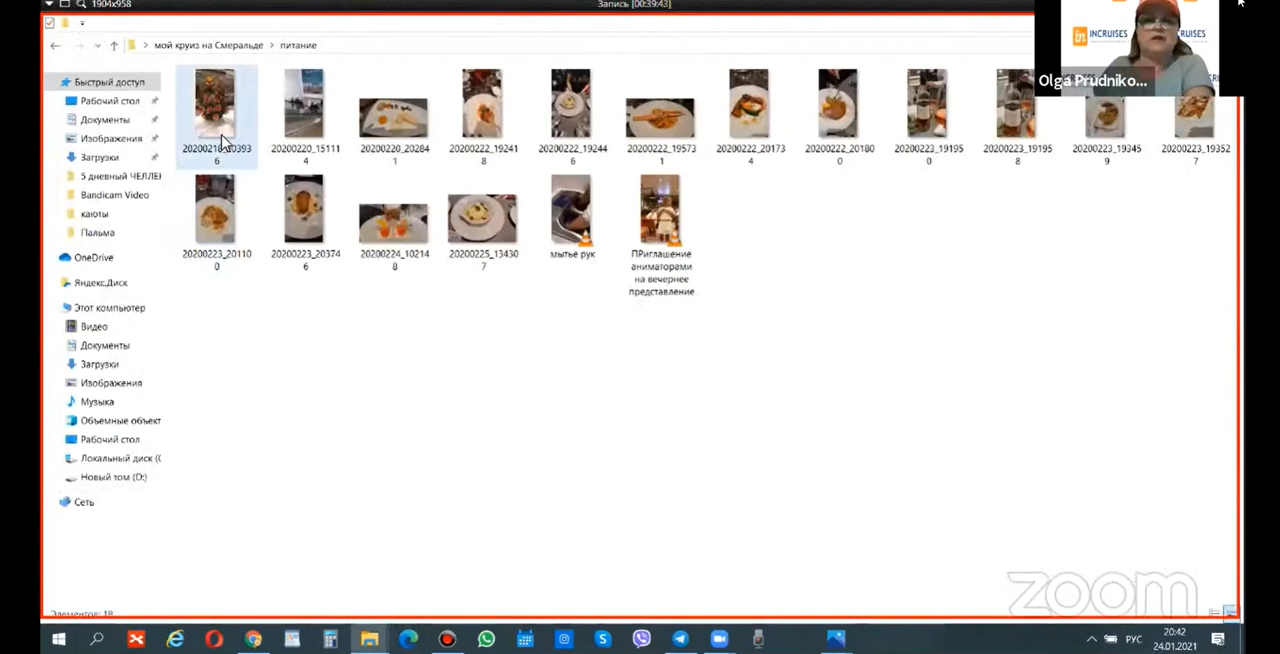 1904x958
Запись [00:39:43]
INCRUISES
Olga Prudniko...
мой круиз на Смеральде > питание
Быстрый доступ
Рабочий стол
Документы
Изображения
Загрузки
5 дневный ЧЕЛЛЕ
Bandicam Video
каюты
Пальма
OneDrive
Яндекс.Диск
Этот компьютер
Видео
Документы
Загрузки
Изображения
Музыка
Объемные объект
Рабочий стол
Локальный диск (C
Новый том (D:)
Сеть
20200220_15111
4
20200220_20284
1
20200222_19241
8
20200222_19244
6
20200222_19573
1
20200222_20173
4
20200222_20180
0
20200223_19195
0
20200223_19195
8
20200223_19345
9
20200223_19352
7
20200223_20110
0
20200223_20374
6
20200224_10214
8
20200225_13430
7
мытье рук
ПРиглашение
аниматорами
на вечернее
представление
Элементов: 18
zoom
РУС
20:42
24.01.2021